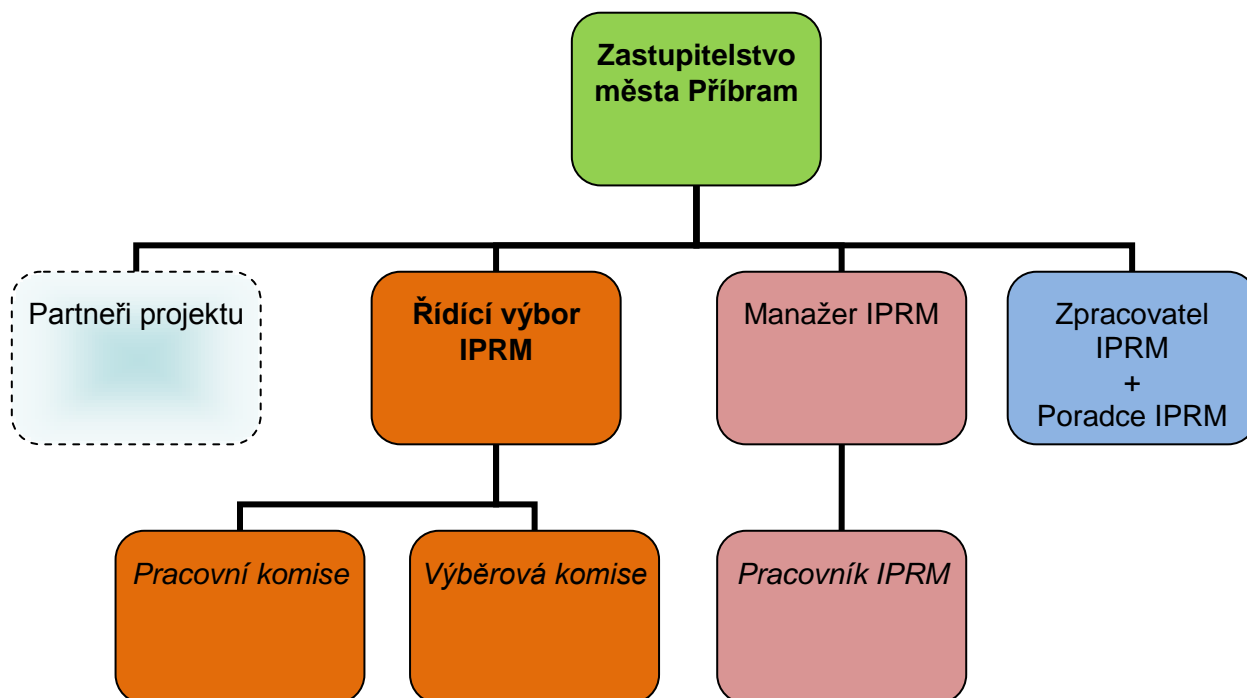 Zastupitelstvo
města Příbram
Partneři projektu
Řídící výbor
IPRM
Manažer IPRM
Zpracovatel
IPRM
+
Poradce IPRM
Pracovní komise
Výběrová komise
Pracovník IPRM